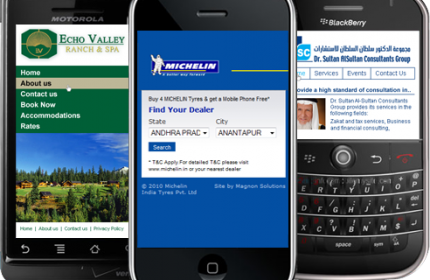 MOTOROLA
ECHO VALLEY
RANCH & SPA
Home
About us
Contact us
Book Now
Accommodations
Rates
Home | About us | Contact us | Privacy Policy
MICHELIN
Buy 4 MICHELIN Tyres & get a Mobile Phone Free*
Find Your Dealer
State City
ANDHRA PRAD ANANTAPUR
Search
* T&C Apply.For detailed T&C please visit
www.michelin.in or your nearest dealer
© 2010 Michelin Site by Magnon Solutions
India Tyres Pvt. Ltd
BlackBerry
مجموعة الدكتور سلطان السلطان للاستشارات
SC Dr. Sultan AlSultan Consultants Group
Home Services Events Contact Us
ovide a high standard of consultation in..
Dr. Sultan Al-Sultan Consultants
Group provides its services in the
following fields:
Zakat and tax services, Business
and financial consulting,
space
sym